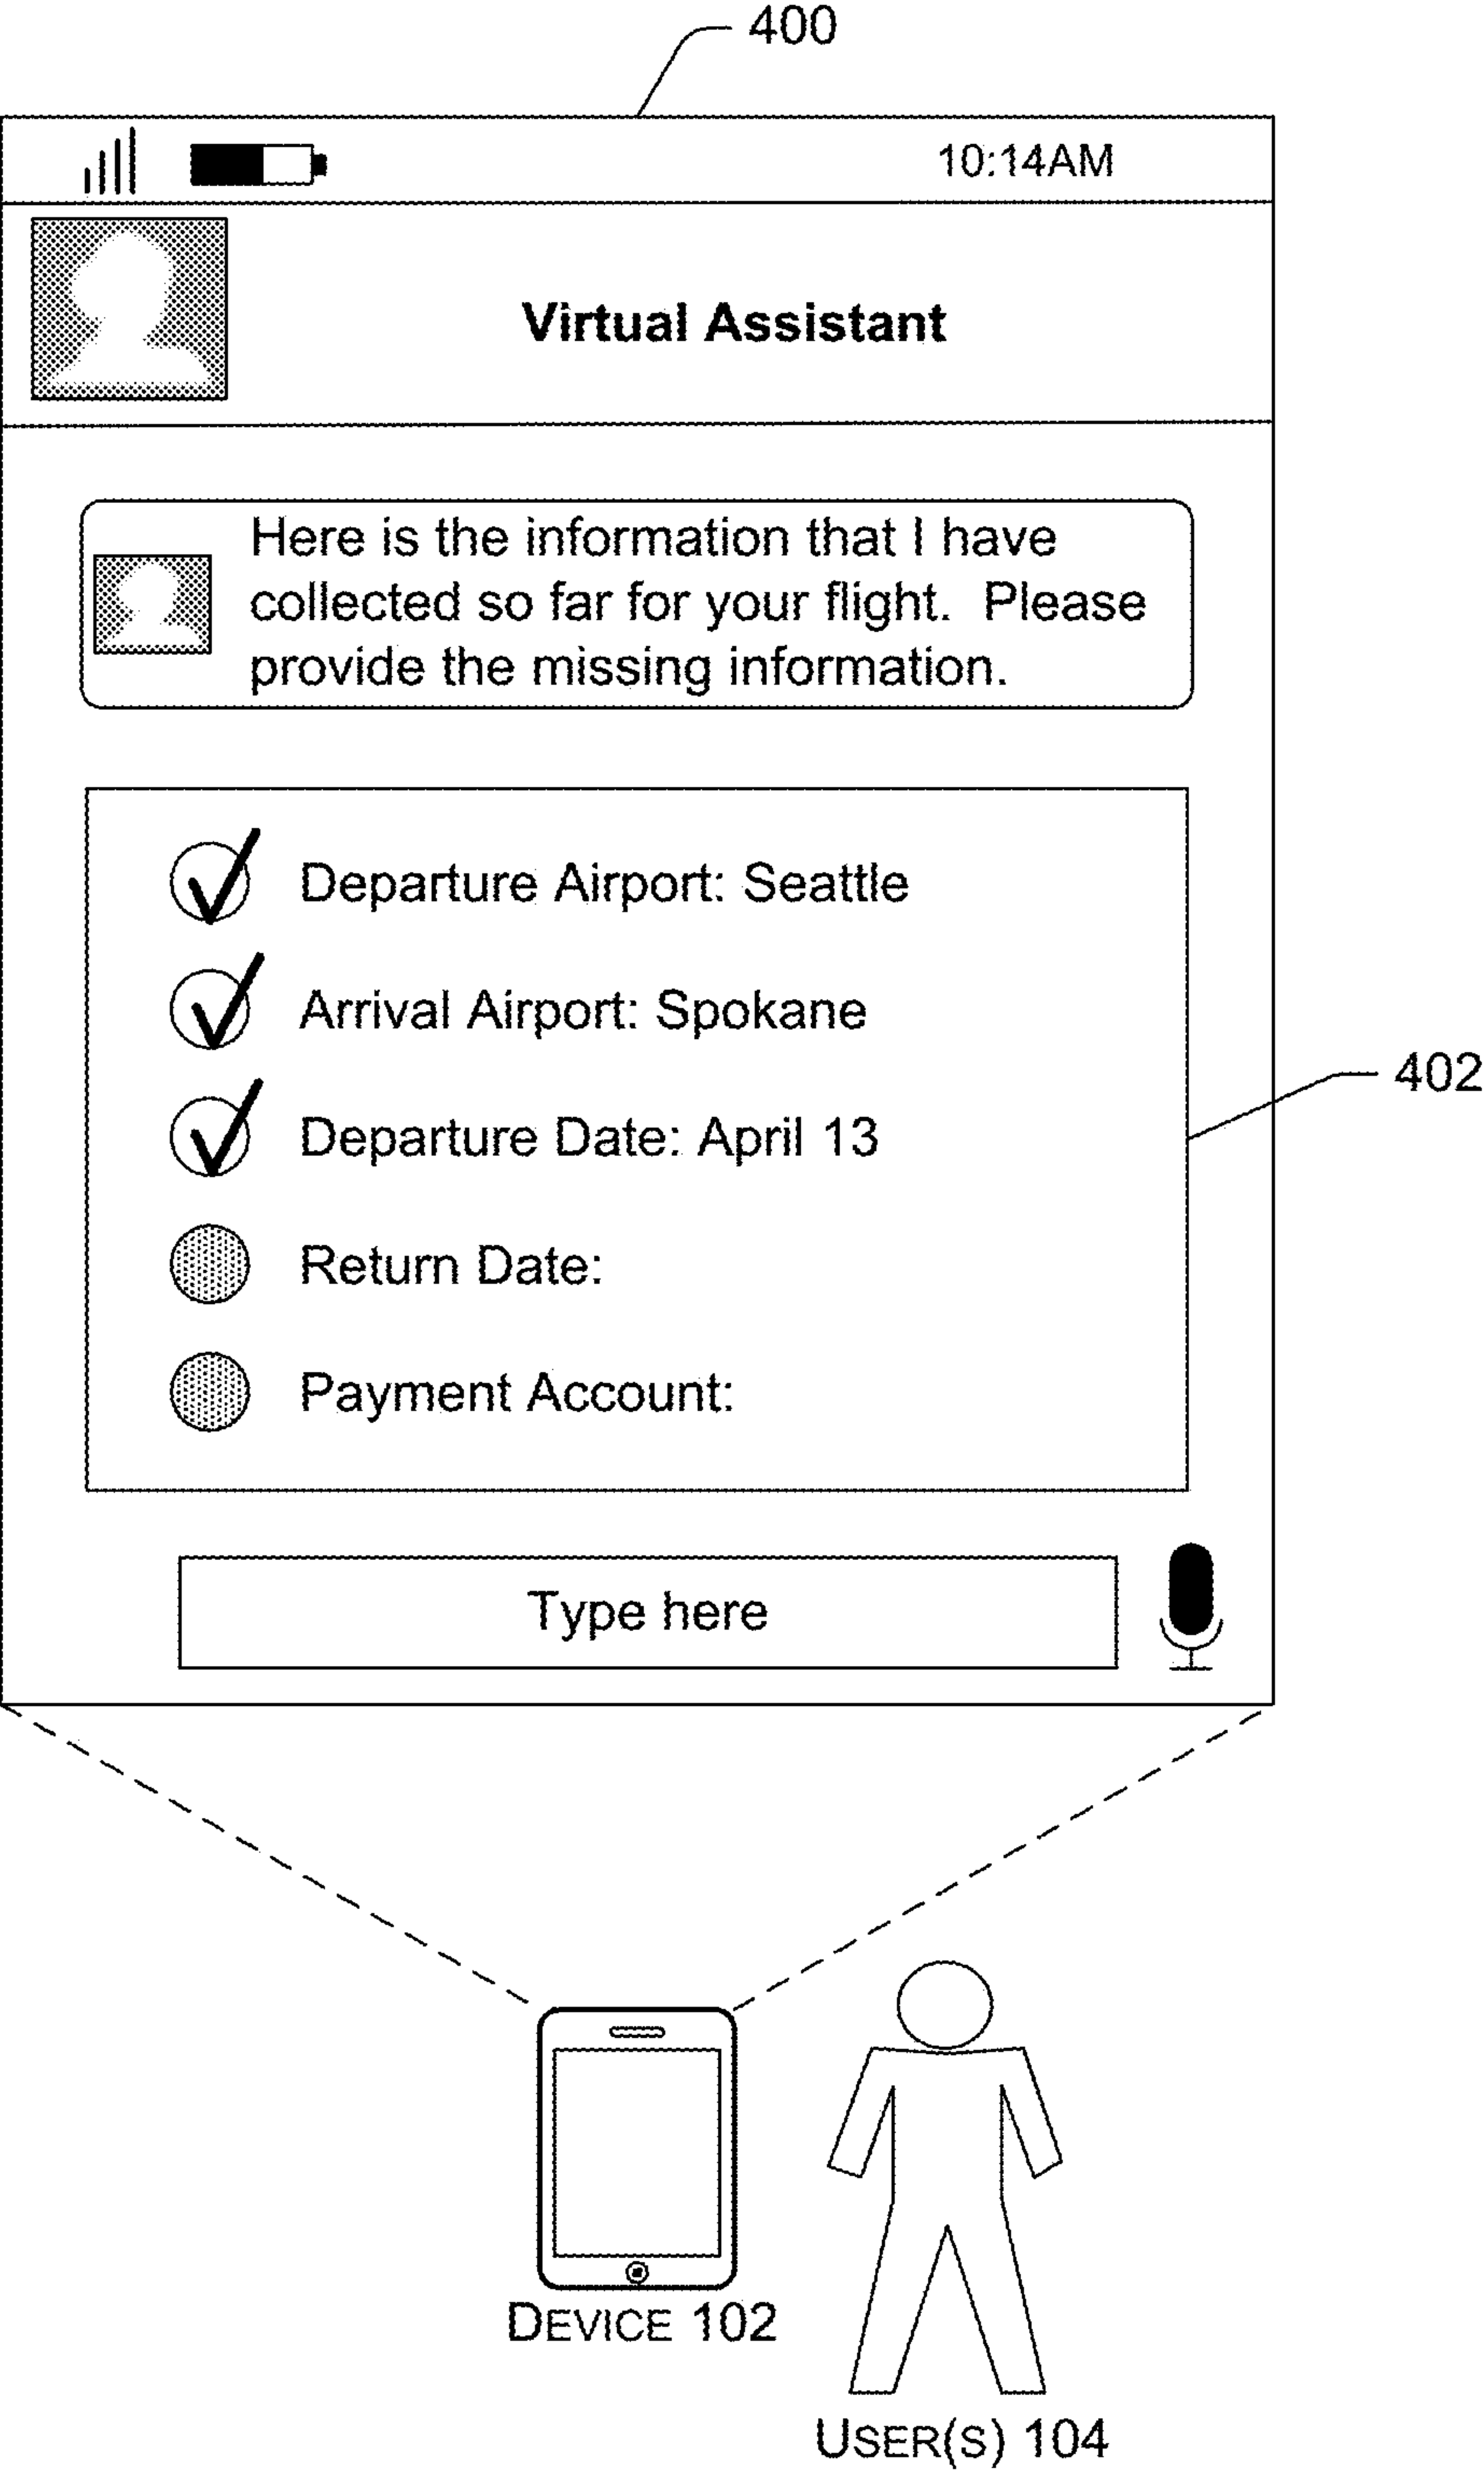 400
10:14AM
Virtual Assistant
Here is the information that I have
collected so far for your flight.  Please
provide the missing information.
Departure Airport: Seattle
Arrival Airport: Spokane
402
Departure Date: April 13
Return Date:
Payment Account:
Type here
DEVICE 102
USER(S) 104